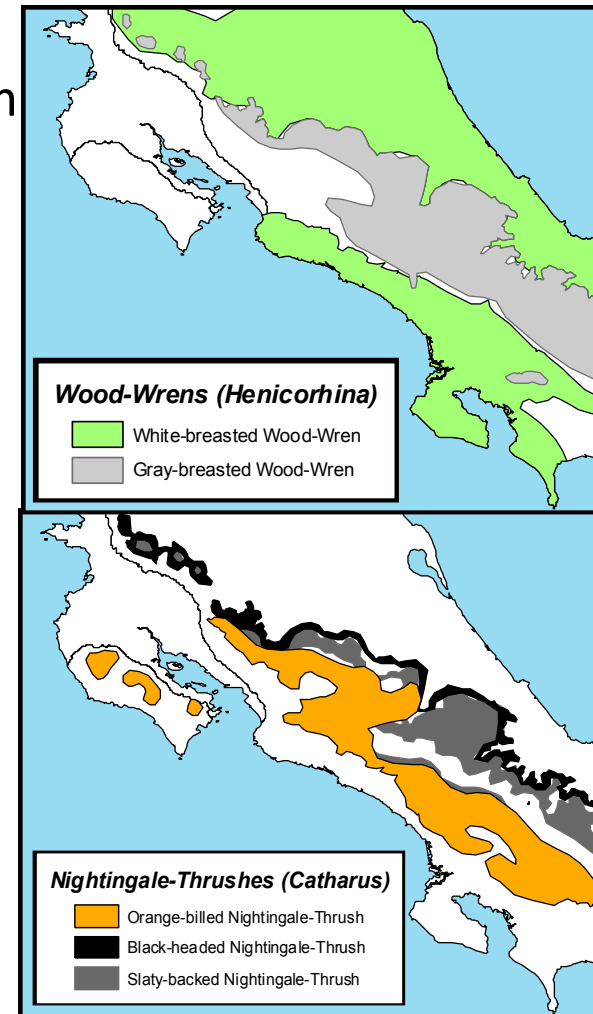 Wood-Wrens (Henicorhina)
White-breasted Wood-Wren
Gray-breasted Wood-Wren
Nightingale-Thrushes (Catharus)
Orange-billed Nightingale-Thrush
Black-headed Nightingale-Thrush
Slaty-backed Nightingale-Thrush